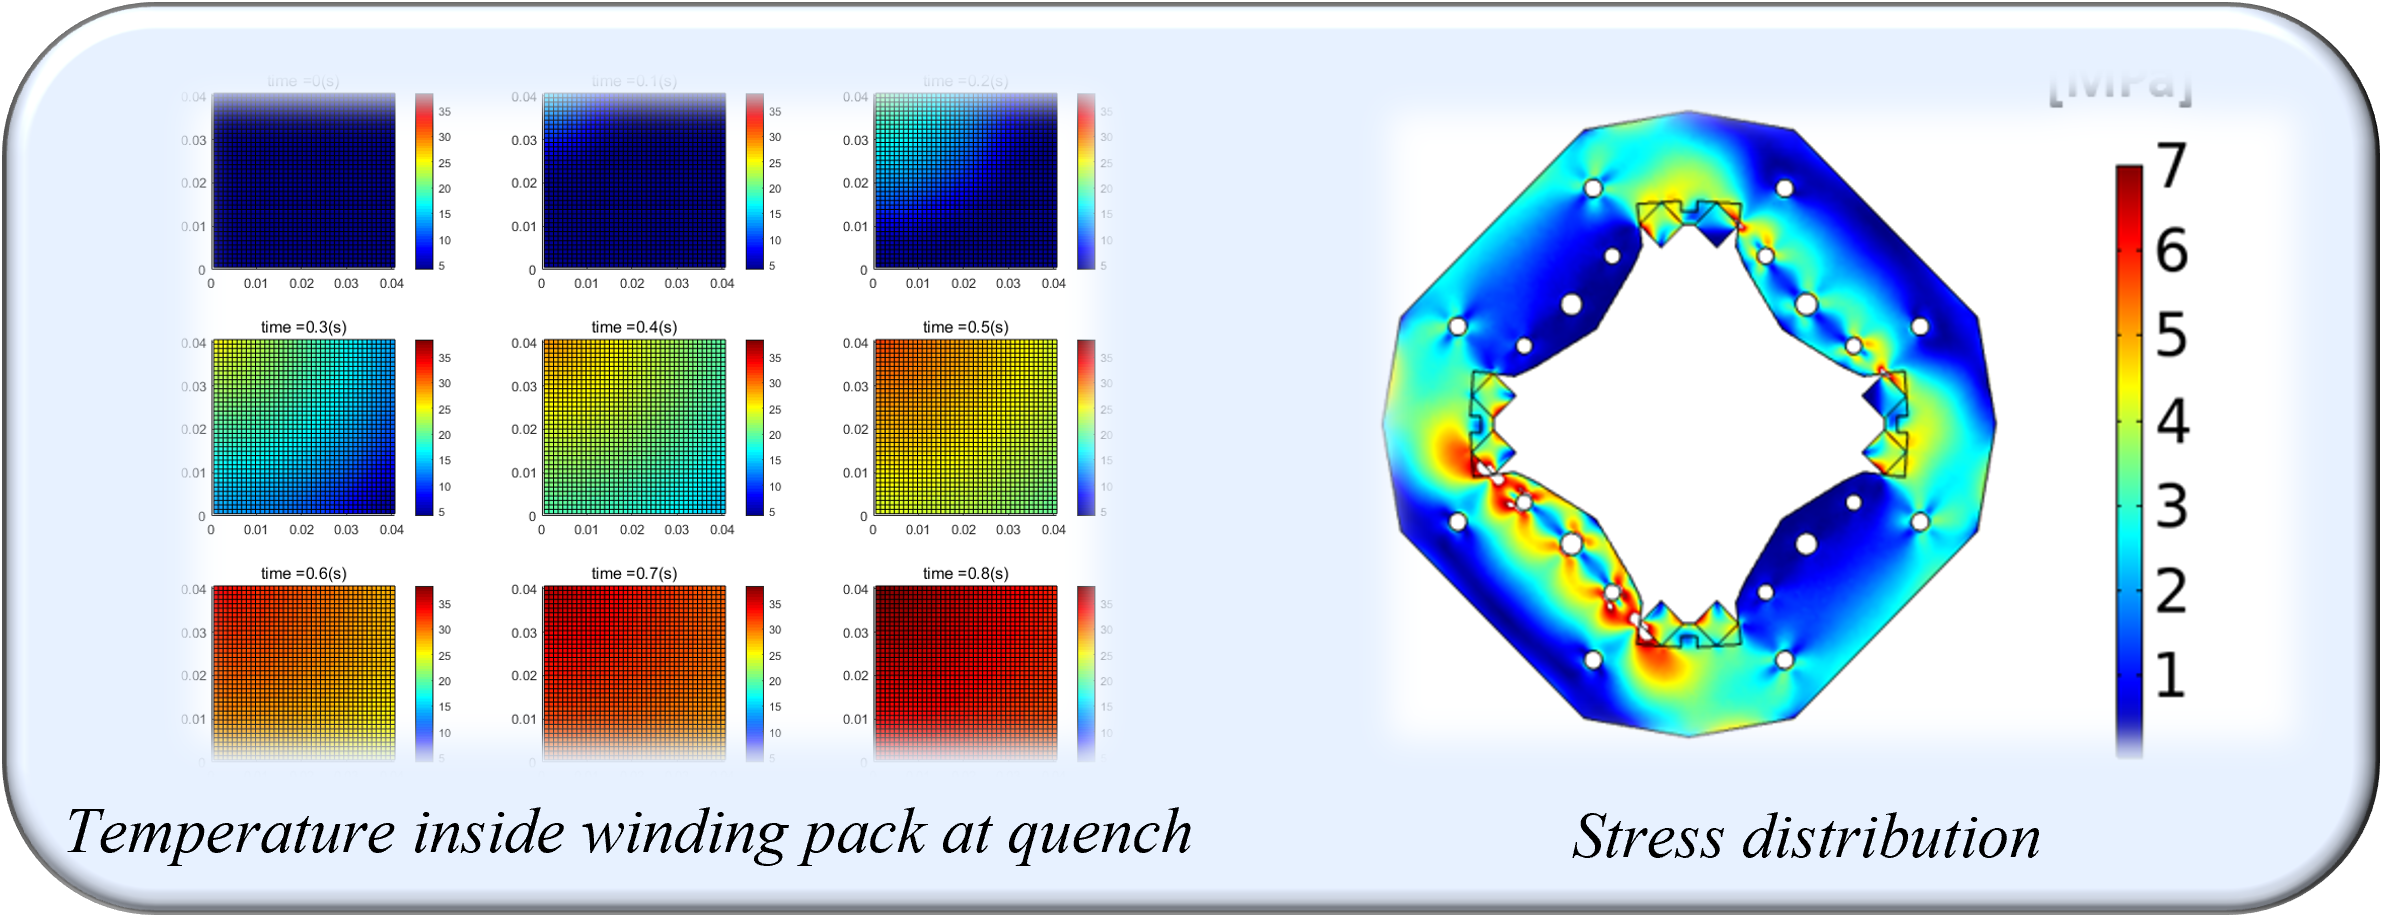 time =0(s) time =0.1(s) time =0.2(s)
0.04 35 0.04 35 0.04 35
0.03 30 0.03 30 0.03 30
25 25 25
0.02 20 0.02 20 0.02 20
15 15 15
0.01 10 0.01 10 0.01 10
0 5 0 5 0 5
0 0.01 0.02 0.03 0.04 0 0.01 0.02 0.03 0.04 0 0.01 0.02 0.03 0.04
time =0.3(s) time =0.4(s) time =0.5(s)
0.04 35 0.04 35 0.04 35
0.03 30 0.03 30 0.03 30
25 25 25
0.02 20 0.02 20 0.02 20
15 15 15
0.01 10 0.01 10 0.01 10
0 5 0 5 0 5
0 0.01 0.02 0.03 0.04 0 0.01 0.02 0.03 0.04 0 0.01 0.02 0.03 0.04
time =0.6(s) time =0.7(s) time =0.8(s)
0.04 35 0.04 35 0.04 35
0.03 30 0.03 30 0.03 30
25 25 25
0.02 20 0.02 20 0.02 20
15 15 15
0.01 10 0.01 10 0.01 10
0 5 0 5 0 5
Temperature inside winding pack at quench
[MPa]
7
6
5
4
3
2
1
Stress distribution